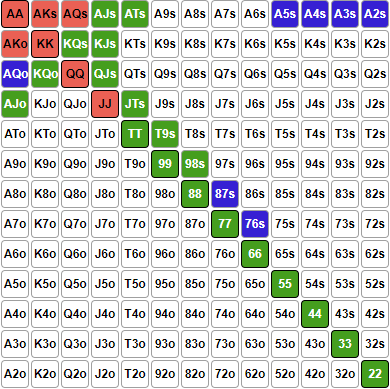 AA AKs AQs AJs ATs A9s A8s A7s A6s A5s A4s A3s A2s
AKo KK KQs KJs KTs K9s K8s K7s K6s K5s K4s K3s K2s
AQo KQo QQ QJs QTs Q9s Q8s Q7s Q6s Q5s Q4s Q3s Q2s
AJo KJo QJo JJ JTs J9s J8s J7s J6s J5s J4s J3s J2s
ATo KTo QTo JTo TT T9s T8s T7s T6s T5s T4s T3s T2s
A9o K9o Q9o J9o T9o 99 98s 97s 96s 95s 94s 93s 92s
A8o K8o Q8o J8o T8o 98o 88 87s 86s 85s 84s 83s 82s
A7o K7o Q7o J7o T7o 97o 87o 77 76s 75s 74s 73s 72s
A6o K6o Q6o J6o T6o 96o 86o 76o 66 65s 64s 63s 62s
A5o K5o Q5o J5o T5o 95o 85o 75o 65o 55 54s 53s 52s
A4o K4o Q4o J4o T4o 94o 84o 74o 64o 54o 44 43s 42s
A3o K3o Q3o J3o T3o 93o 83o 73o 63o 53o 43o 33 32s
A2o K2o Q2o J2o T2o 92o 82o 72o 62o 52o 42o 32o 22